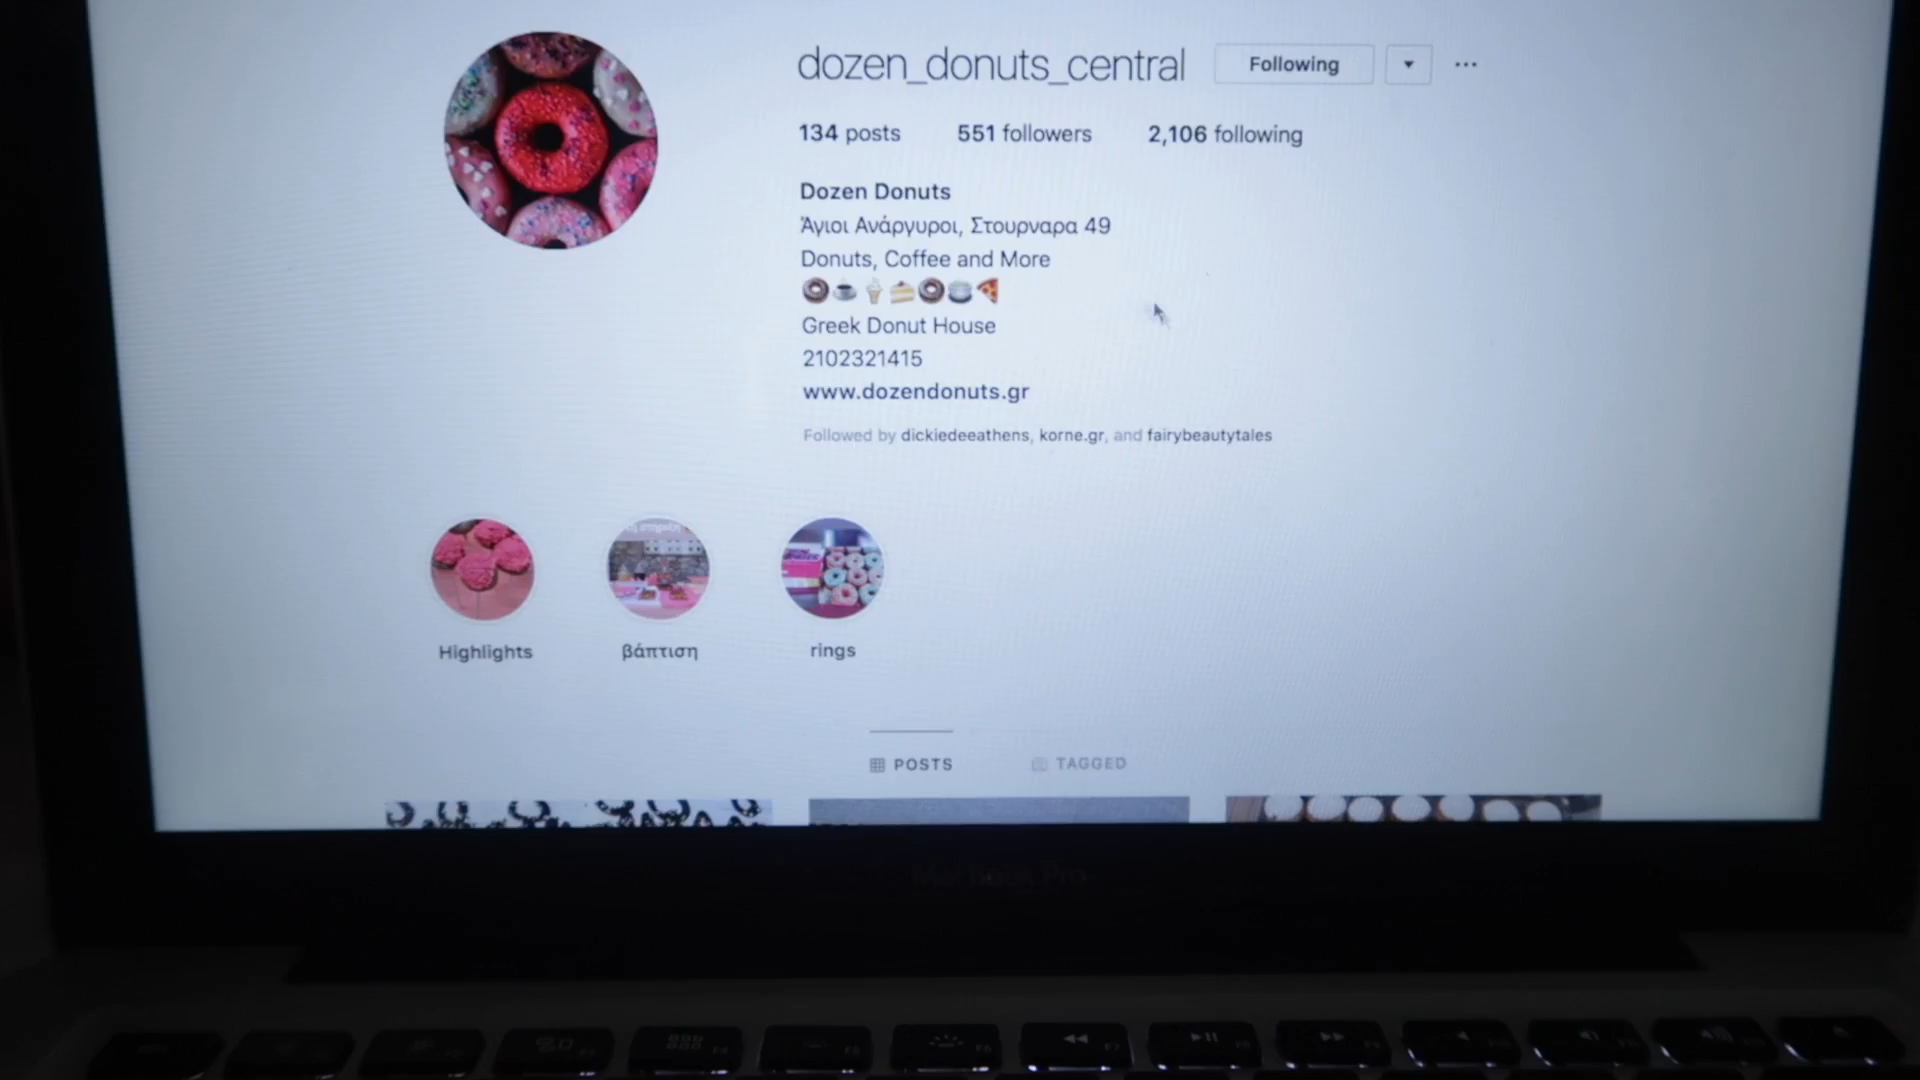 dozen_donuts_central Following
134 posts 551 followers 2,106 following
Dozen Donuts
Άγιοι Ανάργυροι, Στουρναρα 49
Donuts, Coffee and More
Greek Donut House
2102321415
www.dozendonuts.gr
Followed by dickiedeeathens, korne.gr, and fairybeautytales
Highlights βάπτιση rings
POSTS TAGGED
MacBook Pro